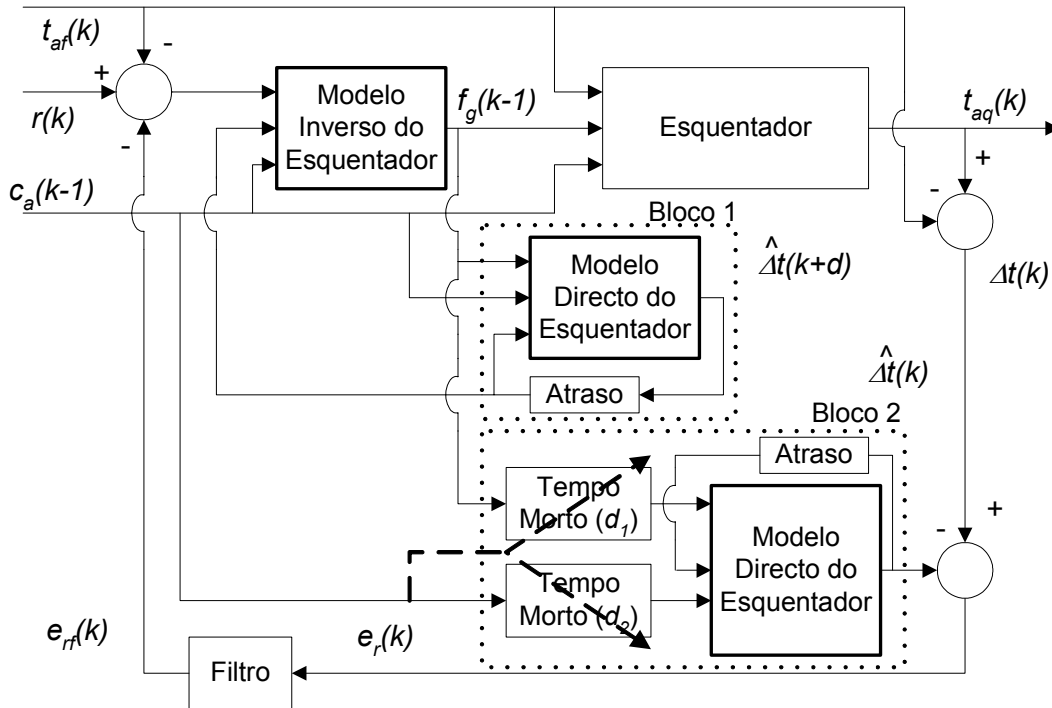 t_af(k)
-
+
r(k)
-
c_a(k-1)
Modelo
Inverso do
Esquentador
f_g(k-1)
Esquentador
t_aq(k)
+
-
Δt(k)
Bloco 1
Modelo
Directo do
Esquentador
Δ̂t(k+d)
Atraso
Δ̂t(k)
Bloco 2
Atraso
Tempo
Morto (d_1)
Tempo
Morto (d_2)
Modelo
Directo do
Esquentador
-
+
e_rf(k)
Filtro
e_r(k)